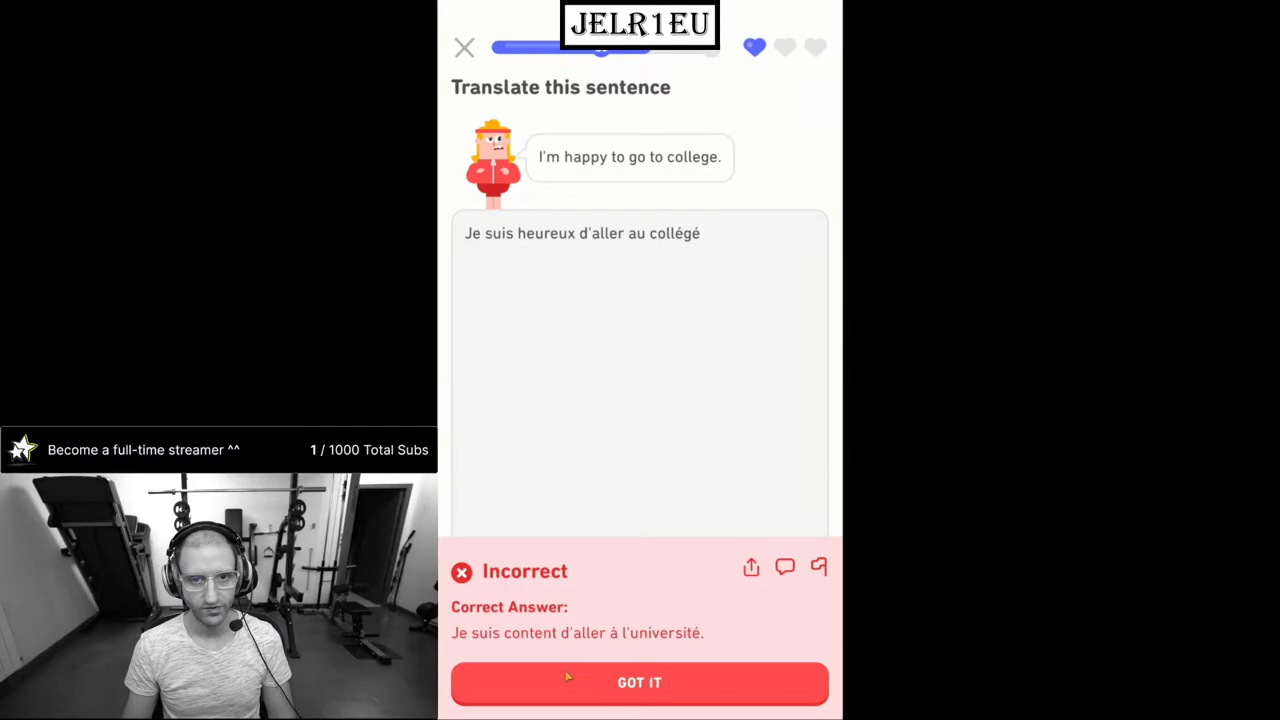 JELR1EU
Translate this sentence
I'm happy to go to college.
Je suis heureux d'aller au collégé
Become a full-time streamer ^^ 1 / 1000 Total Subs
Incorrect
Correct Answer:
Je suis content d'aller à l'université.
GOT IT